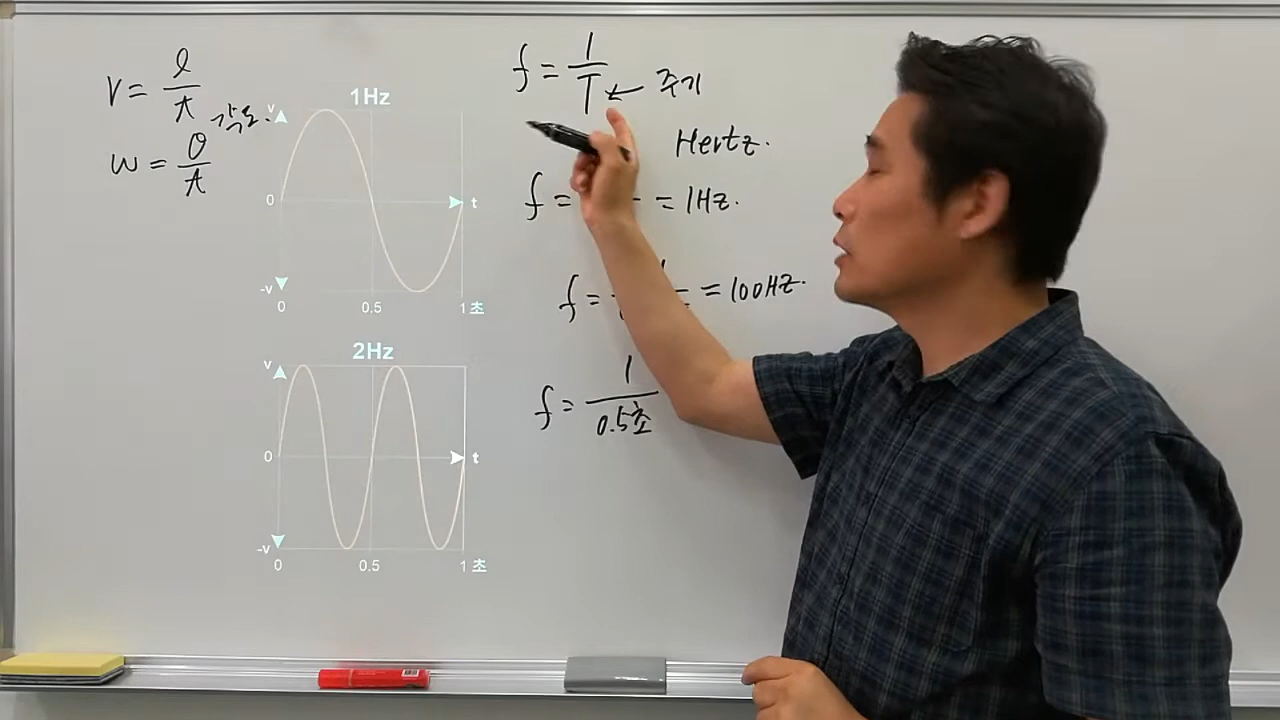 v = l/t
각도.
w = θ/t
1Hz
v
0
t
-v
0 0.5 1 초
2Hz
v
0
t
-v
0 0.5 1 초
f = 1/T ← 주기
Hertz.
f = = 1Hz.
f = = 100Hz.
f = 1/0.5초